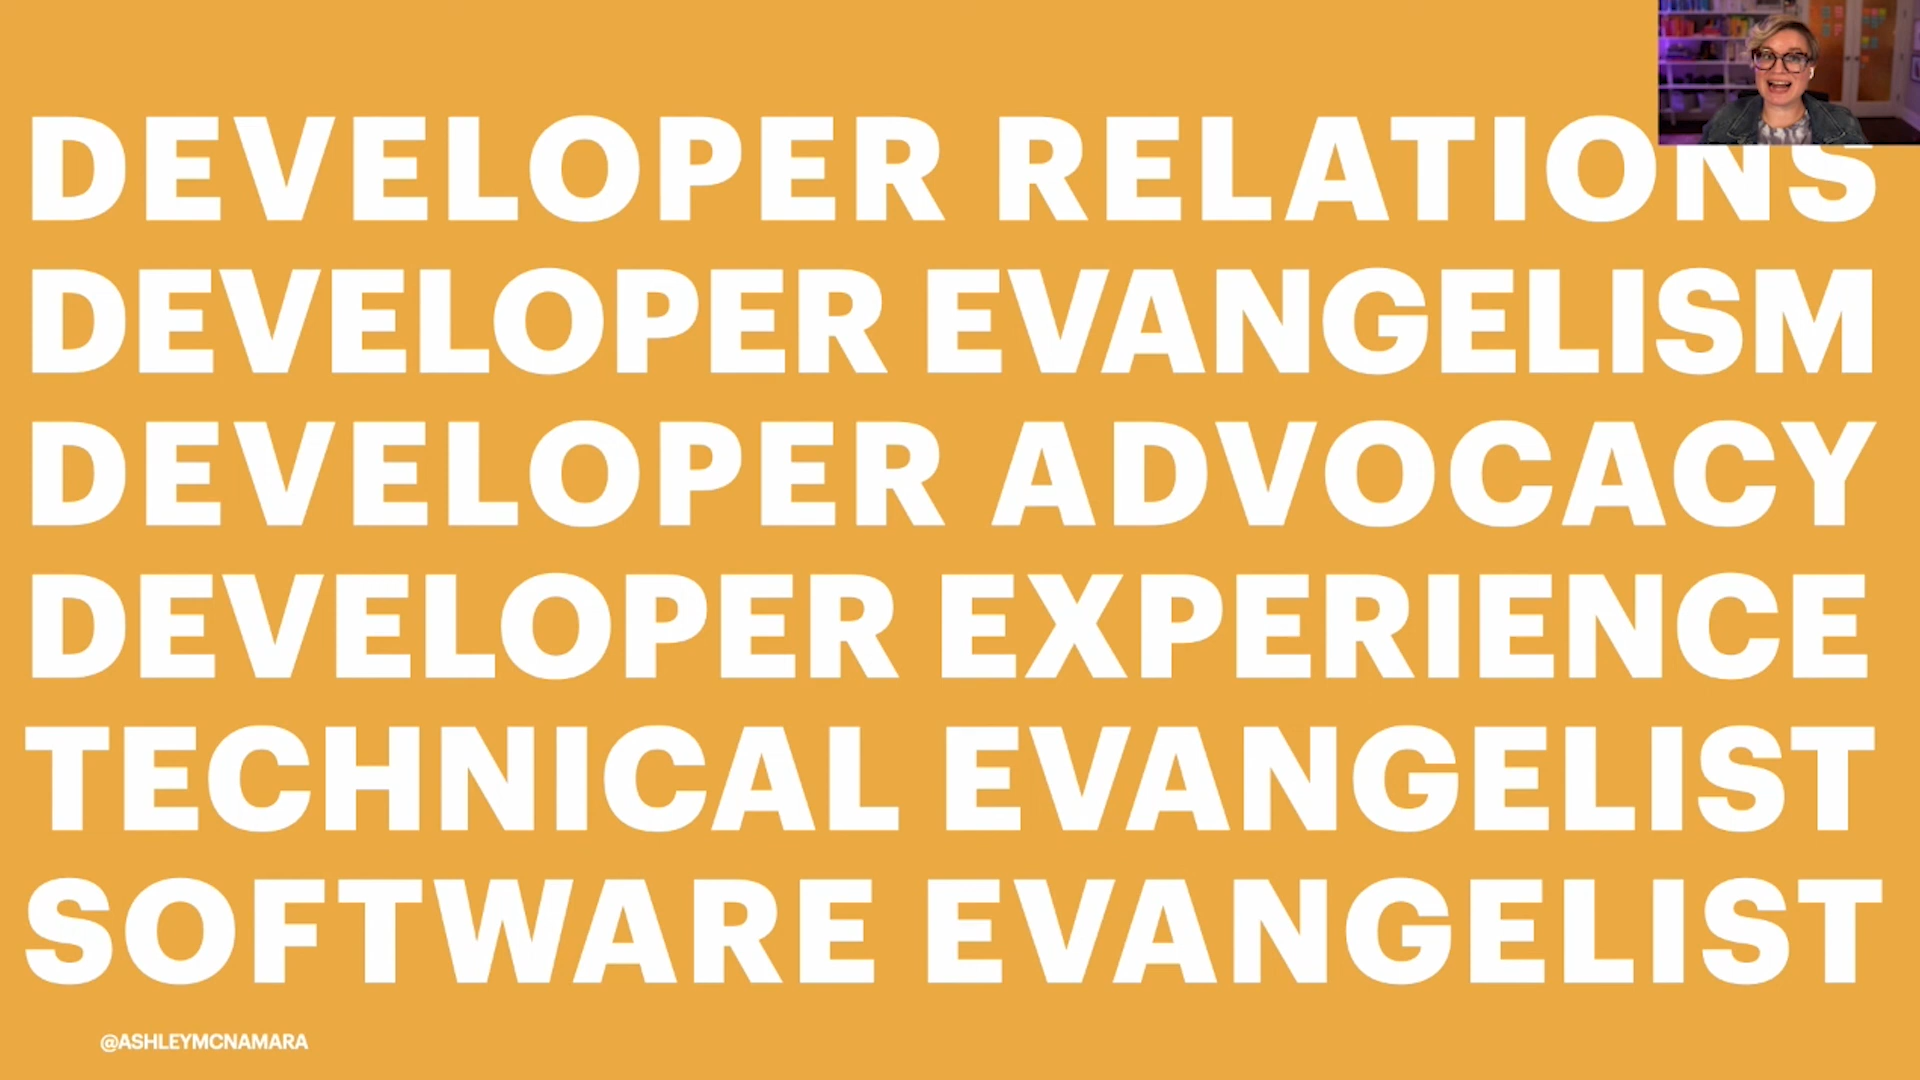 DEVELOPER RELATIONS
DEVELOPER EVANGELISM
DEVELOPER ADVOCACY
DEVELOPER EXPERIENCE
TECHNICAL EVANGELIST
SOFTWARE EVANGELIST
@ASHLEYMCNAMARA